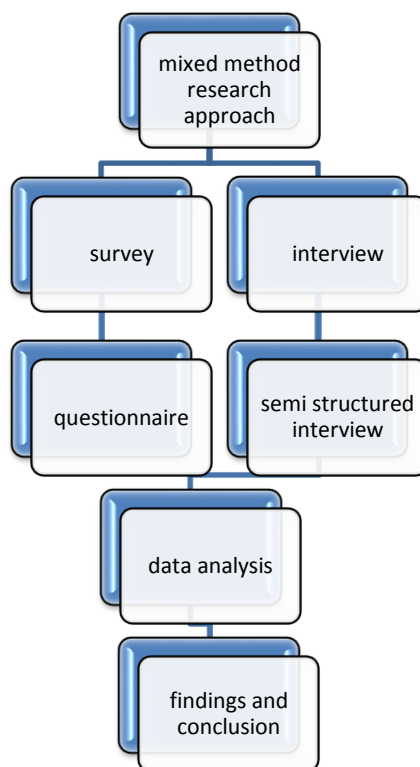 mixed method
research
approach
survey
interview
questionnaire
semi structured
interview
data analysis
findings and
conclusion